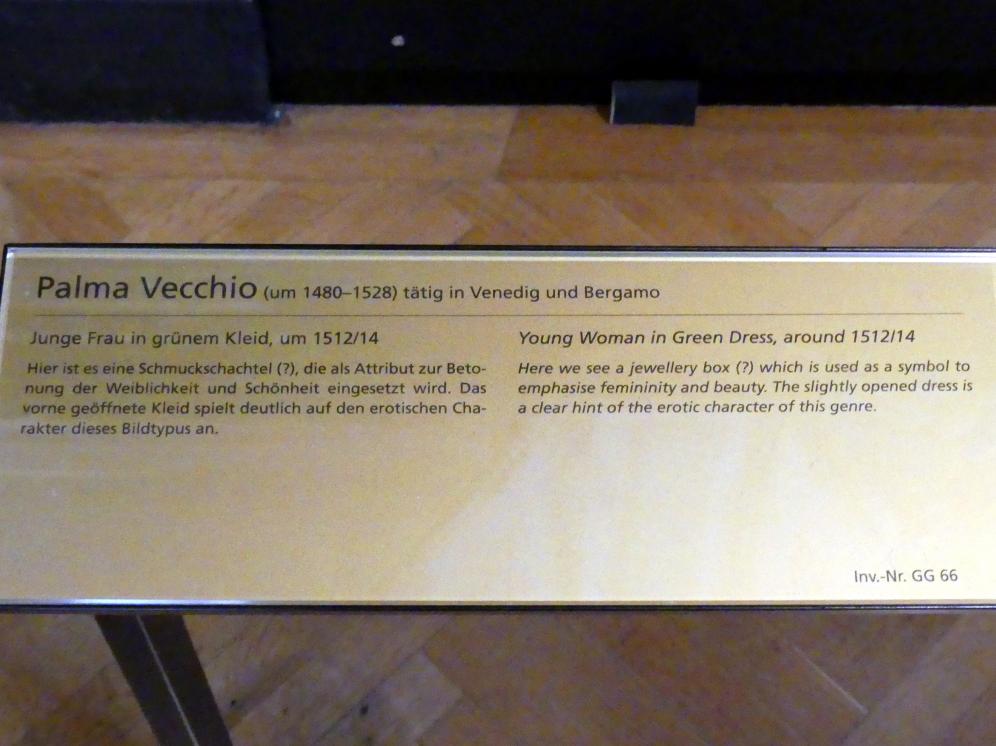 Palma Vecchio (um 1480–1528) tätig in Venedig und Bergamo
Junge Frau in grünem Kleid, um 1512/14
Hier ist es eine Schmuckschachtel (?), die als Attribut zur Beto-
nung der Weiblichkeit und Schönheit eingesetzt wird. Das
vorne geöffnete Kleid spielt deutlich auf den erotischen Cha-
rakter dieses Bildtypus an.
Young Woman in Green Dress, around 1512/14
Here we see a jewellery box (?) which is used as a symbol to
emphasise femininity and beauty. The slightly opened dress is
a clear hint of the erotic character of this genre.
Inv.-Nr. GG 66